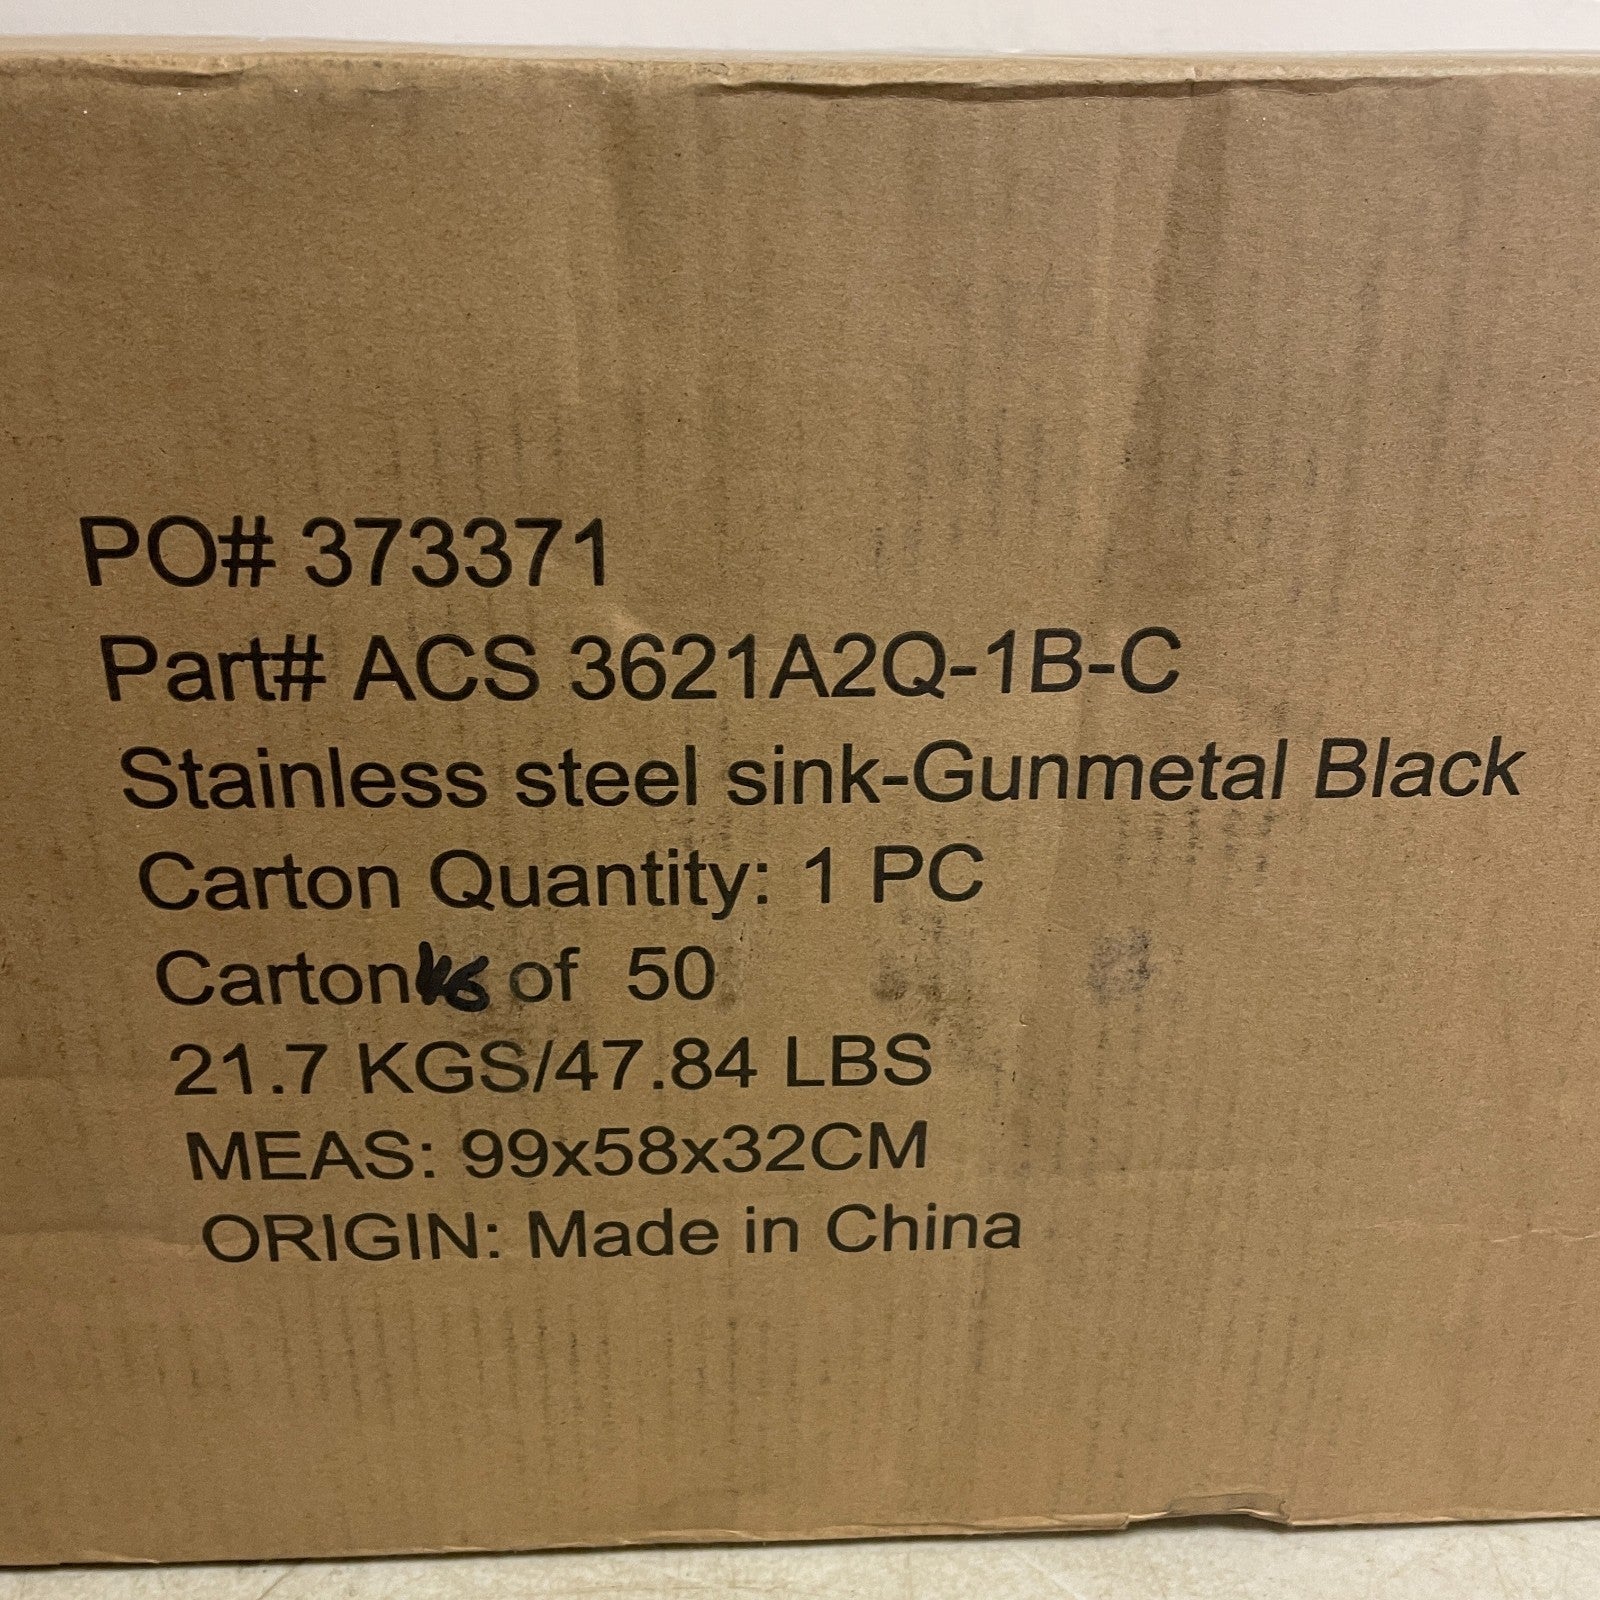 PO# 373371
Part# ACS 3621A2Q-1B-C
Stainless steel sink-Gunmetal Black
Carton Quantity: 1 PC
Carton of 50
21.7 KGS/47.84 LBS
MEAS: 99x58x32CM
ORIGIN: Made in China